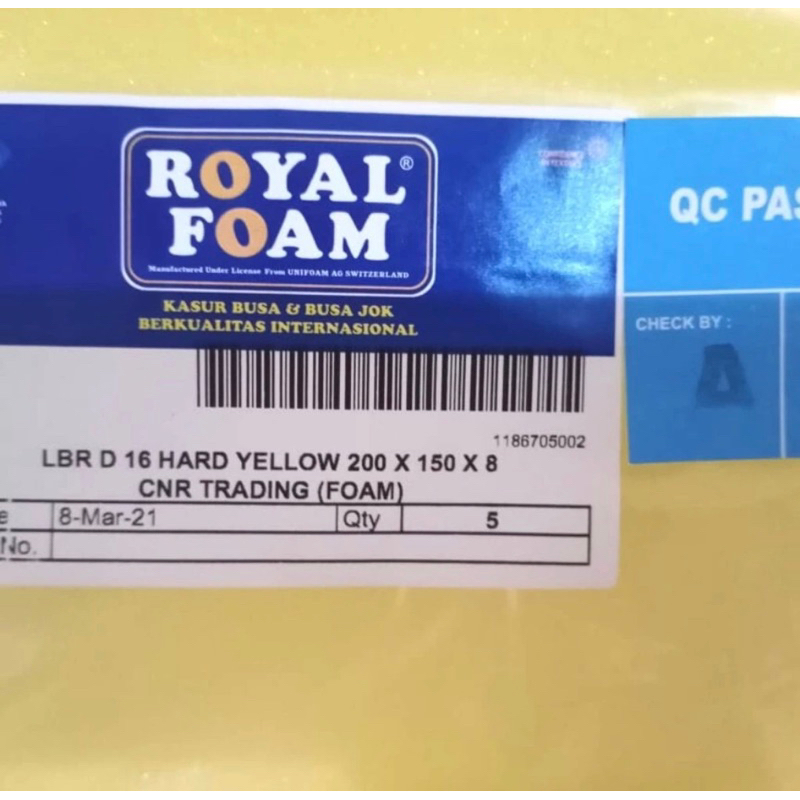 ROYAL®
FOAM
Manufactured Under License From UNIFOAM AG SWITZERLAND
KASUR BUSA & BUSA JOK
BERKUALITAS INTERNASIONAL
QC PAS
CHECK BY :
A
1186705002
LBR D 16 HARD YELLOW 200 X 150 X 8
CNR TRADING (FOAM)
e 8-Mar-21 Qty 5
No.